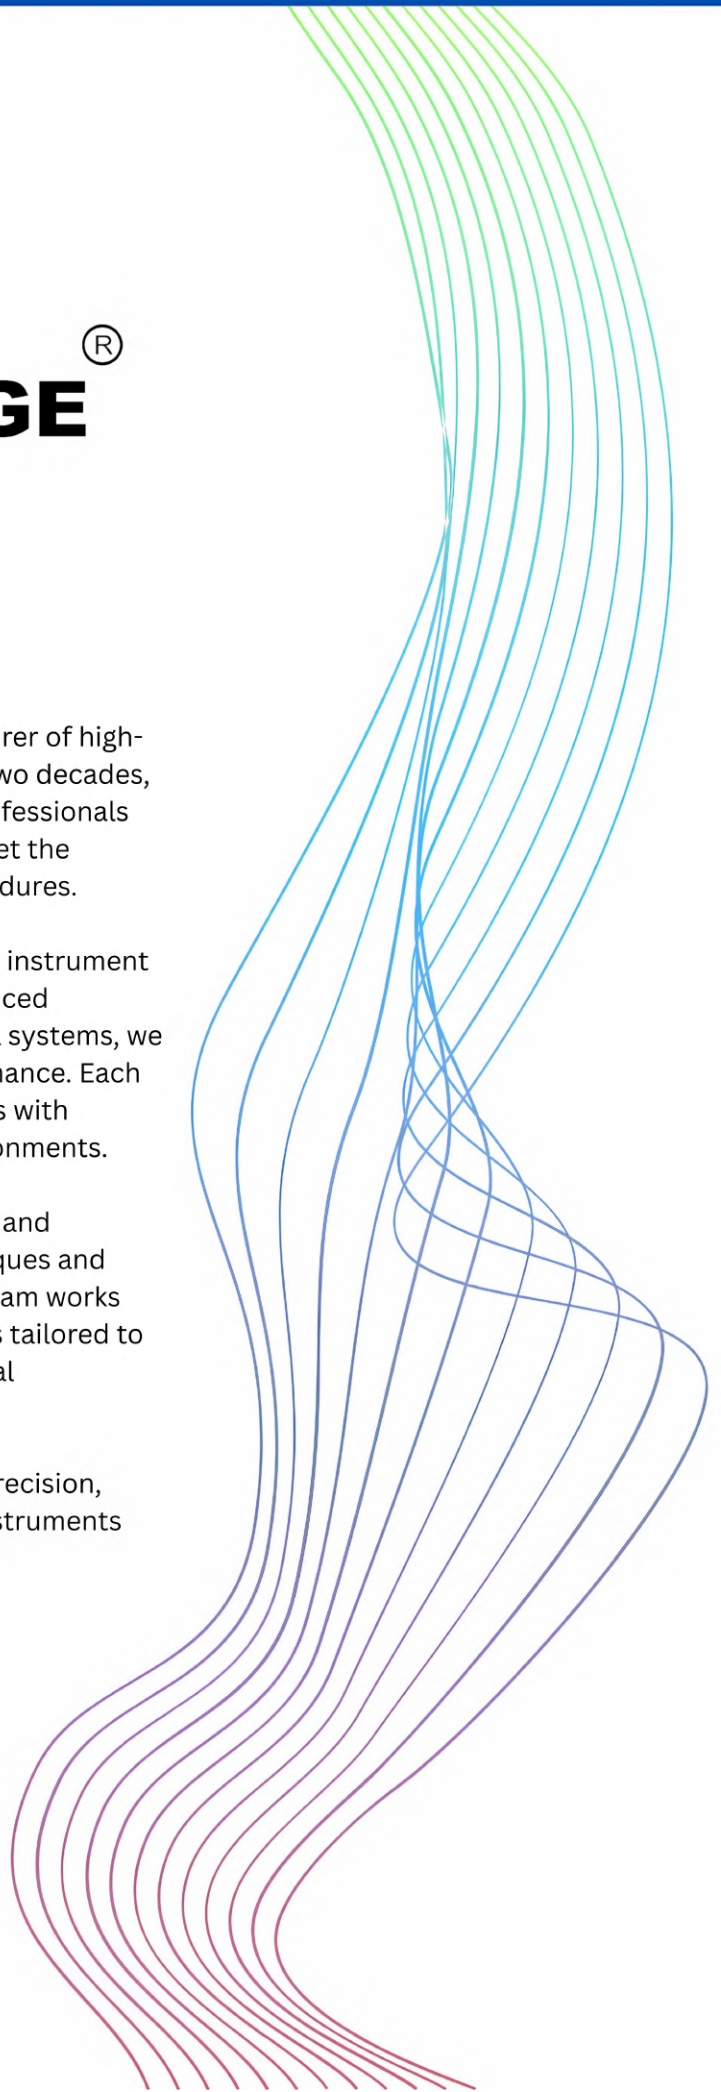 ®
GE
rer of high-
wo decades,
fessionals
et the
dures.
instrument
ced
systems, we
nance. Each
s with
onments.
and
ques and
am works
s tailored to
al
recision,
struments